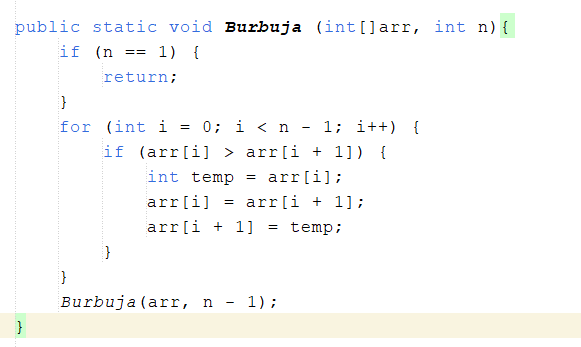 public static void Burbuja (int[]arr, int n){
if (n == 1) {
return;
}
for (int i = 0; i < n - 1; i++) {
if (arr[i] > arr[i + 1]) {
int temp = arr[i];
arr[i] = arr[i + 1];
arr[i + 1] = temp;
}
}
Burbuja(arr, n - 1);
}